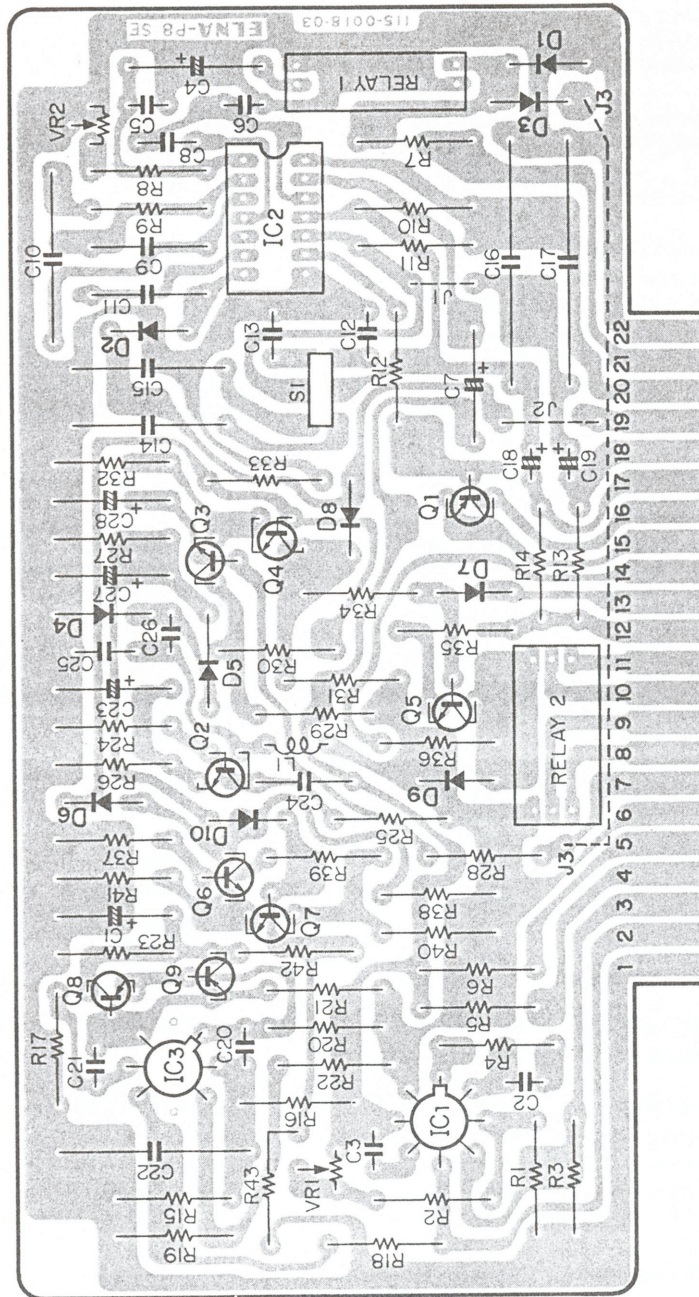 ELNA-P8 SE
115-0018-03
C4
RELAY 1
D1
J3
VR2
C5
C6
D3
C8
R7
R8
R9
IC2
R10
C10
C9
R11
C16
C17
C11
J1
D2
C13
C12
22
C15
S1
R12
C7
21
20
C14
J2
19
R32
R33
C18
C19
18
C28
D8
Q1
17
R27
Q3
Q4
R14
R13
16
C27
15
D4
D7
14
R34
13
C26
R35
12
C25
D5
R30
11
C23
R31
Q5
10
R24
Q2
R29
RELAY 2
9
R26
L1
R36
8
C24
D9
7
D6
D10
R25
6
R37
R39
R28
J3
5
R41
Q6
R38
4
C1
Q7
R40
3
R23
R42
2
Q8
Q9
R6
1
R21
R5
R17
R20
R4
C21
IC3
C20
R22
C2
R16
IC1
C22
C3
R43
VR1
R1
R3
R15
R2
R19
R18